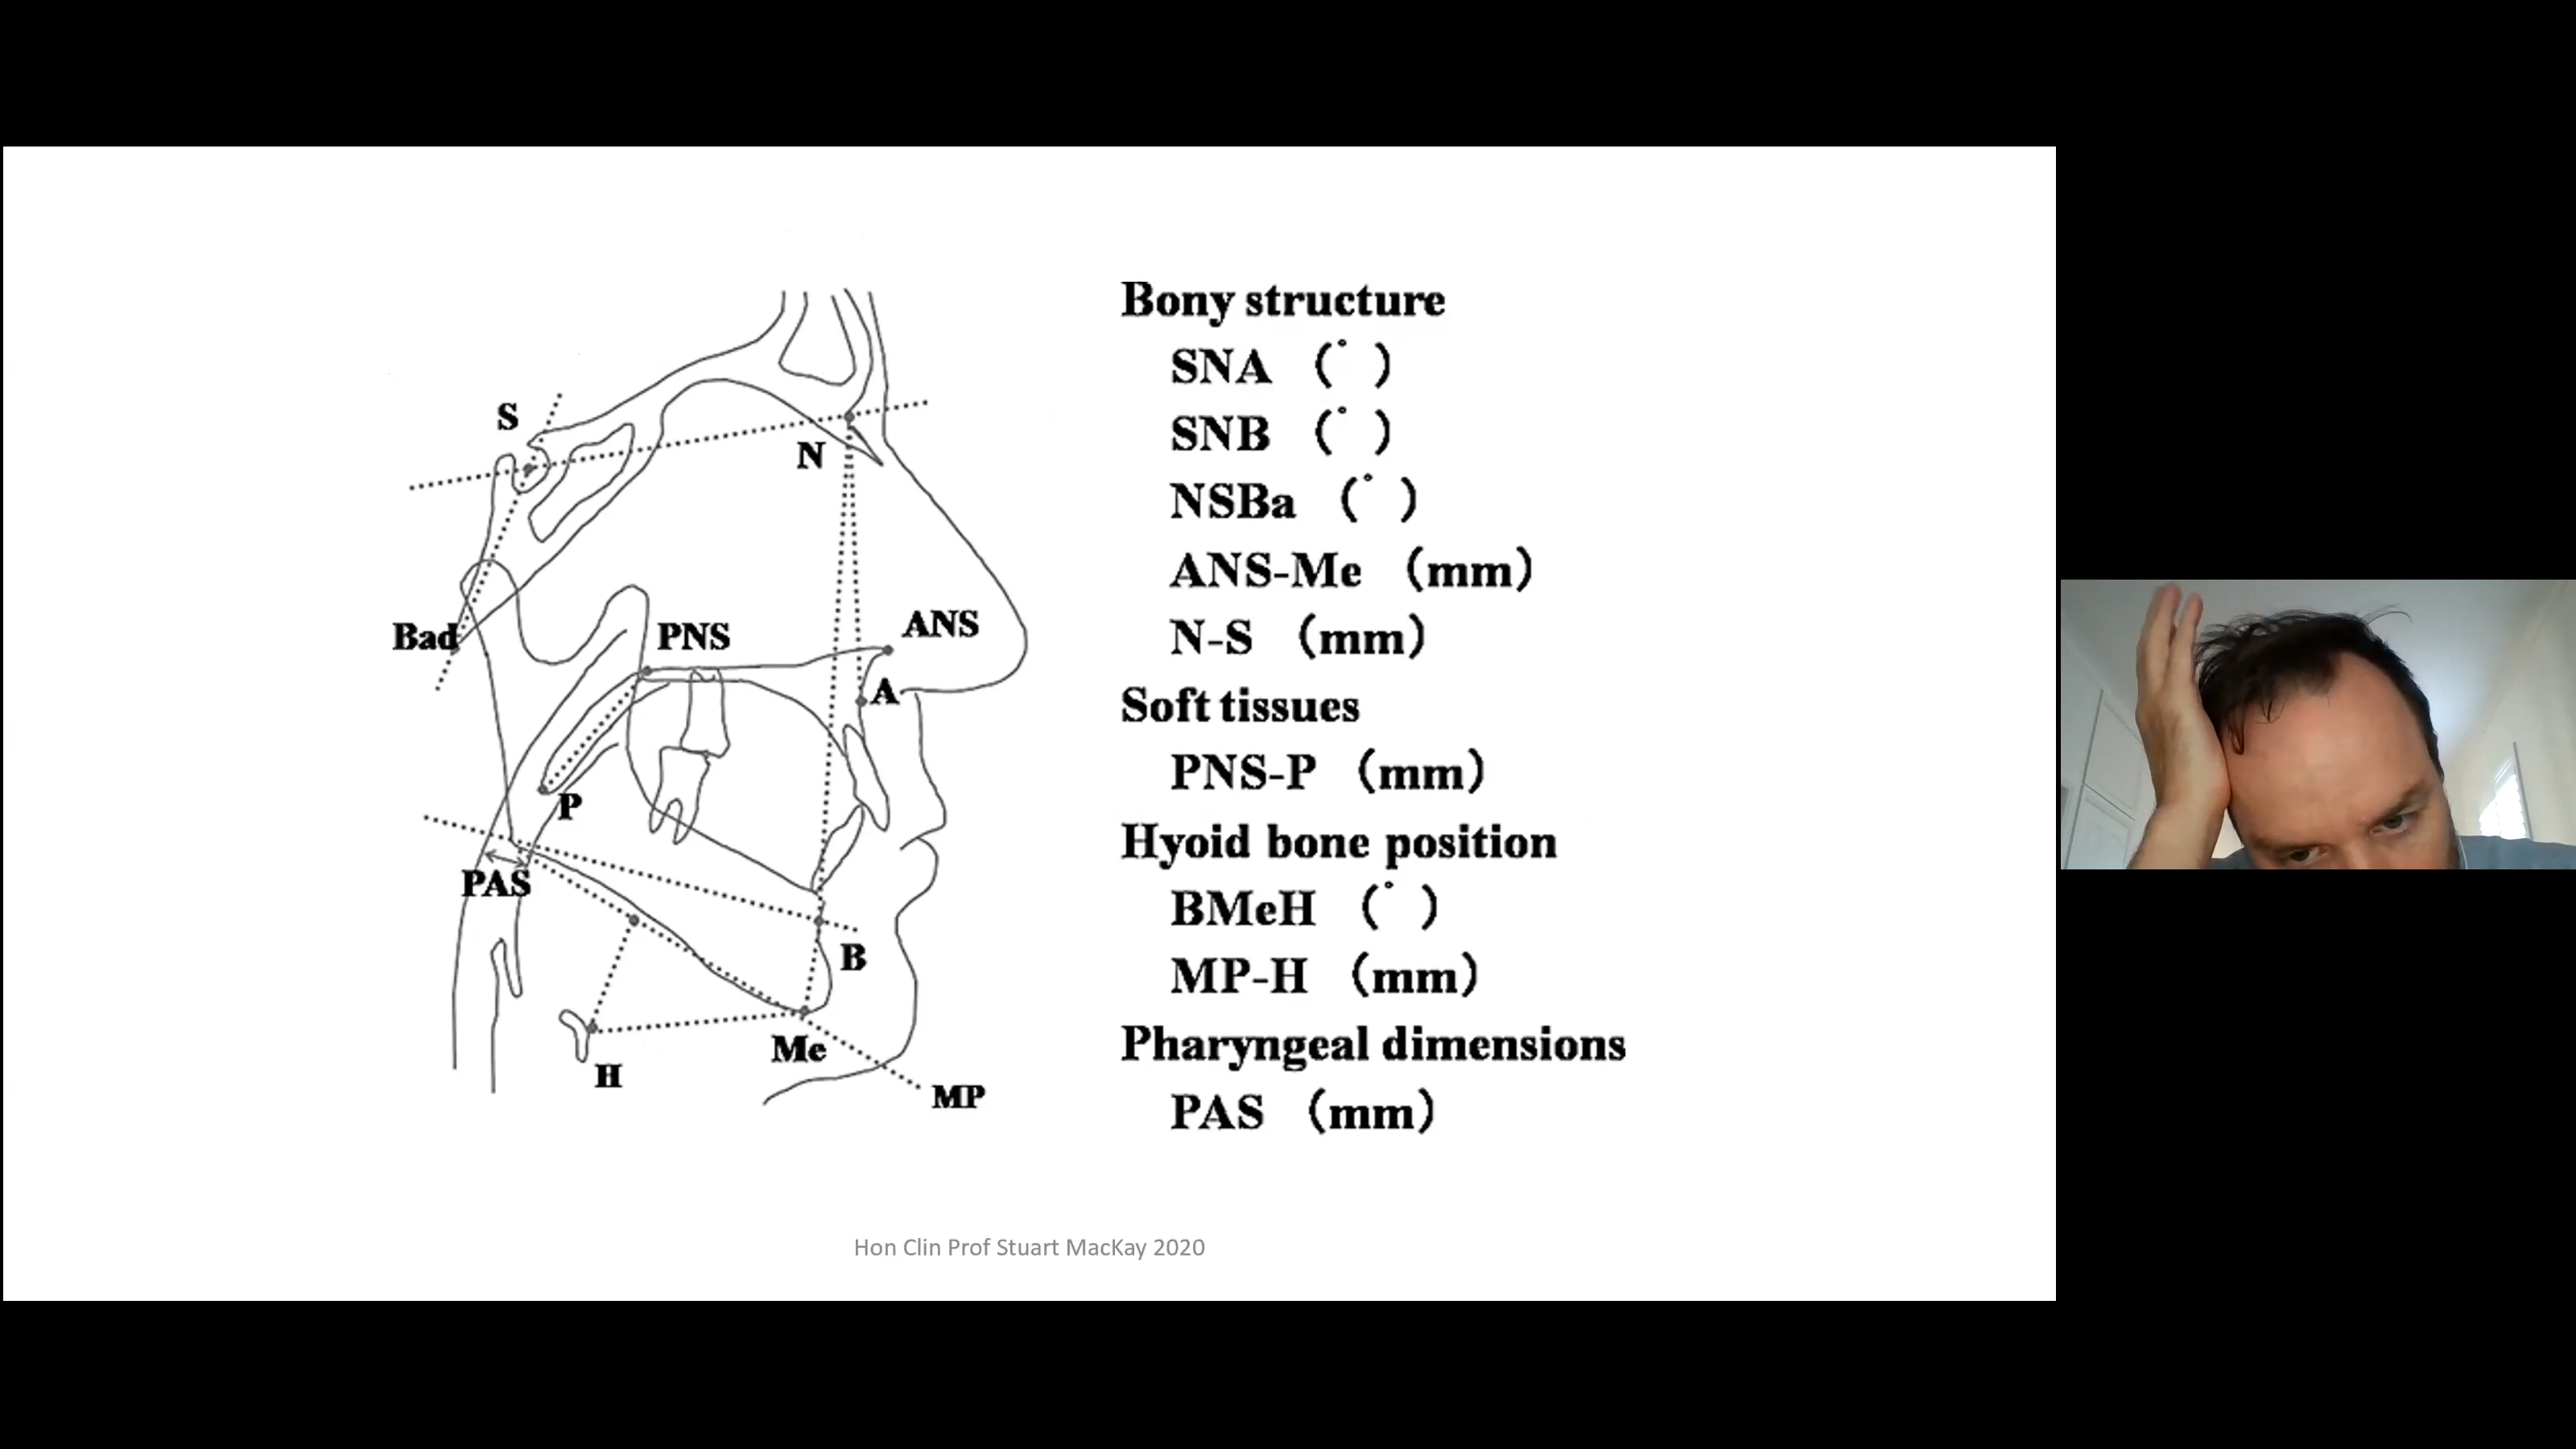 S
N
Bad
PNS
ANS
A
P
PAS
B
Me
H
MP
Bony structure
SNA (° )
SNB (° )
NSBa (° )
ANS-Me (mm)
N-S (mm)
Soft tissues
PNS-P (mm)
Hyoid bone position
BMeH (° )
MP-H (mm)
Pharyngeal dimensions
PAS (mm)
Hon Clin Prof Stuart MacKay 2020